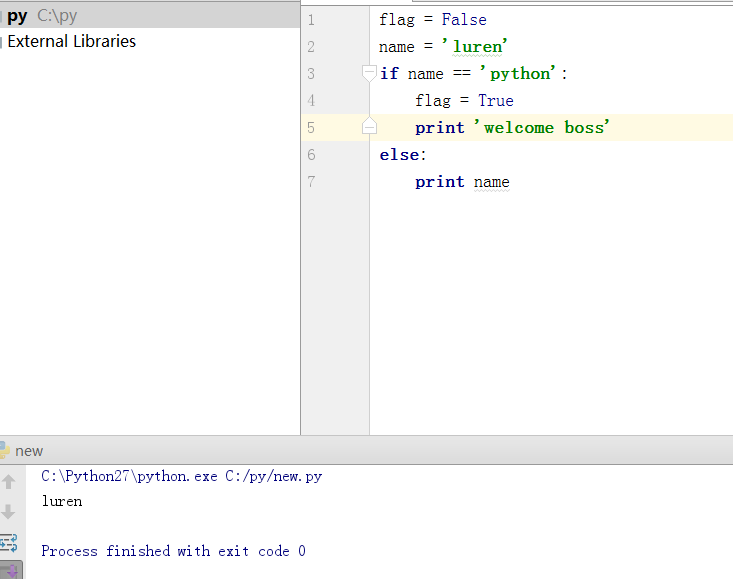 py C:\py
External Libraries
1 flag = False
2 name = 'luren'
3 if name == 'python':
4 flag = True
5 print 'welcome boss'
6 else:
7 print name
new
C:\Python27\python.exe C:/py/new.py
luren
Process finished with exit code 0